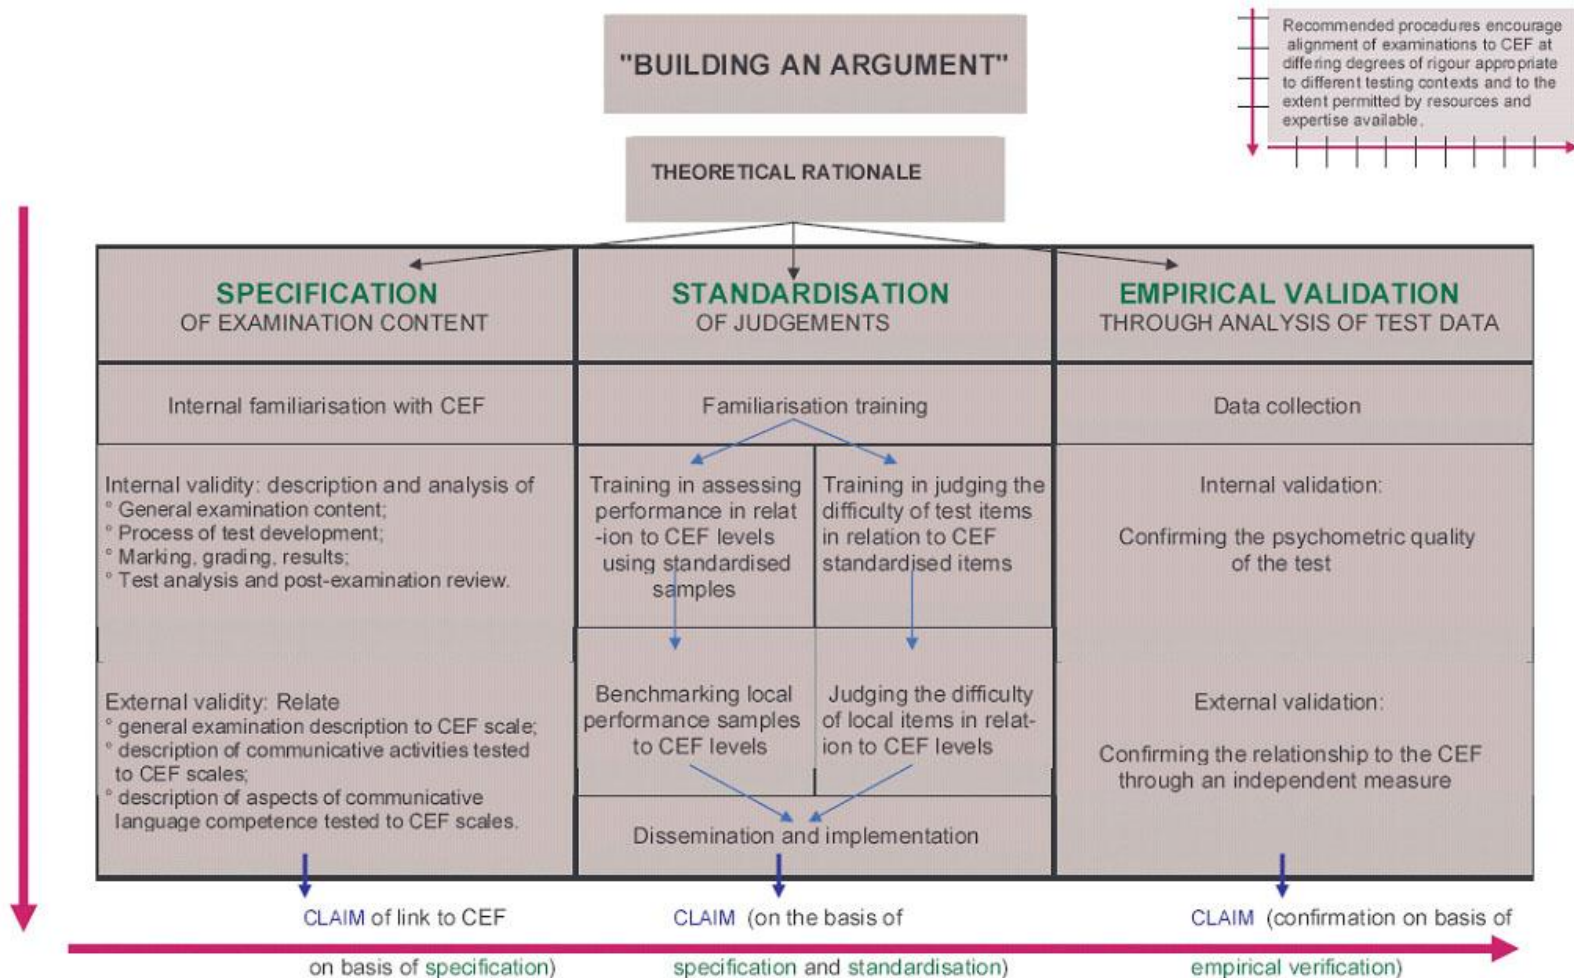 "BUILDING AN ARGUMENT"
Recommended procedures encourage
alignment of examinations to CEF at
differing degrees of rigour appropriate
to different testing contexts and to the
extent permitted by resources and
expertise available.
THEORETICAL RATIONALE
SPECIFICATION
OF EXAMINATION CONTENT
STANDARDISATION
OF JUDGEMENTS
EMPIRICAL VALIDATION
THROUGH ANALYSIS OF TEST DATA
Internal familiarisation with CEF
Familiarisation training
Data collection
Internal validity: description and analysis of
° General examination content;
° Process of test development;
° Marking, grading, results;
° Test analysis and post-examination review.
Training in assessing
performance in relat
-ion to CEF levels
using standardised
samples
Training in judging the
difficulty of test items
in relation to CEF
standardised items
Internal validation:
Confirming the psychometric quality
of the test
External validity: Relate
° general examination description to CEF scale;
° description of communicative activities tested
to CEF scales;
° description of aspects of communicative
language competence tested to CEF scales.
Benchmarking local
performance samples
to CEF levels
Judging the difficulty
of local items in relat-
ion to CEF levels
External validation:
Confirming the relationship to the CEF
through an independent measure
Dissemination and implementation
CLAIM of link to CEF
on basis of specification)
CLAIM (on the basis of
specification and standardisation)
CLAIM (confirmation on basis of
empirical verification)